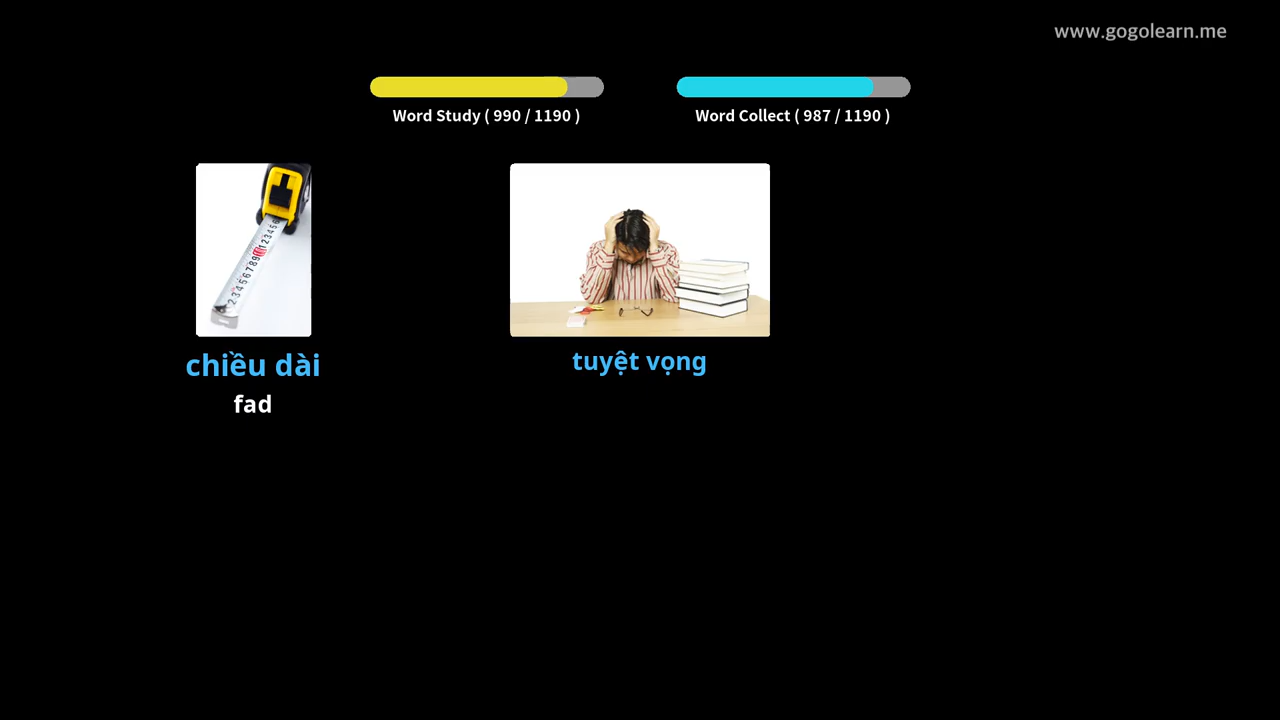 www.gogolearn.me
Word Study ( 990 / 1190 )
Word Collect ( 987 / 1190 )
chiều dài
fad
tuyệt vọng